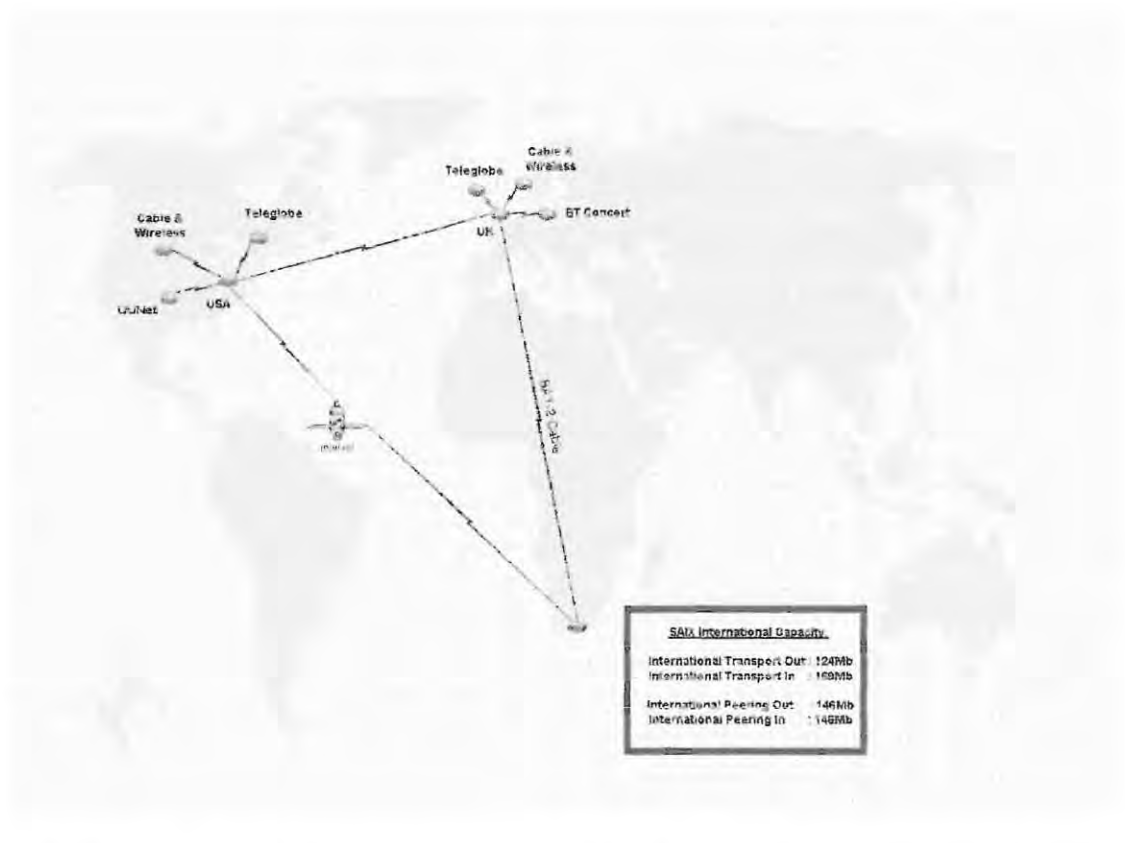 Cable &
Wireless
Teleglobe
BT Concert
UK
Cable &
Wireless
Teleglobe
UUNet
USA
SAT-2 Cable
SAIX International Capacity
International Transport Out : 124Mb
International Transport In : 169Mb
International Peering Out : 146Mb
International Peering In : 146Mb